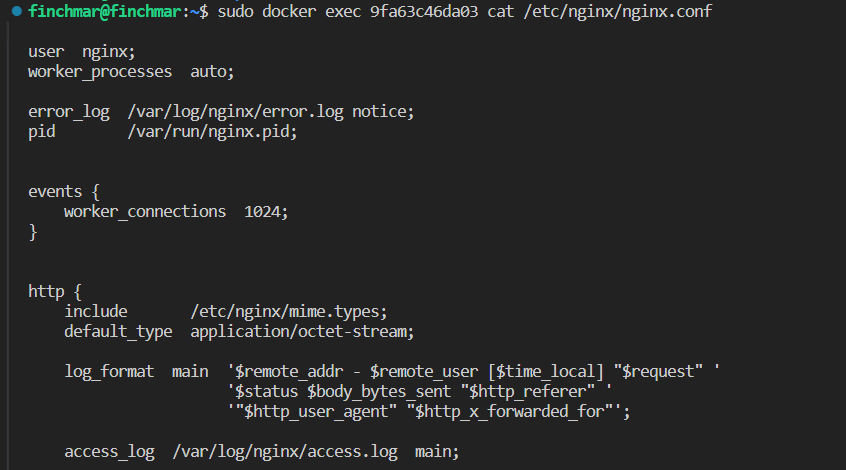 finchmar@finchmar:~$ sudo docker exec 9fa63c46da03 cat /etc/nginx/nginx.conf
user  nginx;
worker_processes  auto;
error_log  /var/log/nginx/error.log notice;
pid        /var/run/nginx.pid;
events {
    worker_connections  1024;
}
http {
    include       /etc/nginx/mime.types;
    default_type  application/octet-stream;
    log_format  main  '$remote_addr - $remote_user [$time_local] "$request" '
                      '$status $body_bytes_sent "$http_referer" '
                      '"$http_user_agent" "$http_x_forwarded_for"';
    access_log  /var/log/nginx/access.log  main;